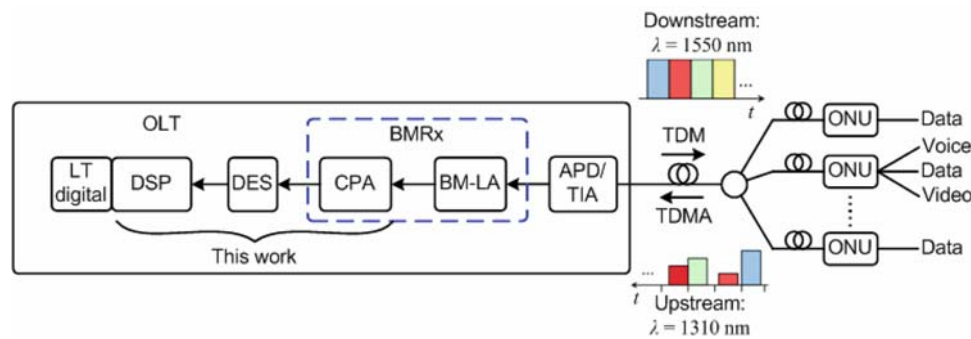 Downstream:
λ = 1550 nm
...
t
OLT
BMRx
LT
digital
DSP
DES
CPA
BM-LA
APD/
TIA
This work
TDM
TDMA
ONU
Data
ONU
Voice
Data
Video
ONU
Data
...
t
Upstream:
λ = 1310 nm